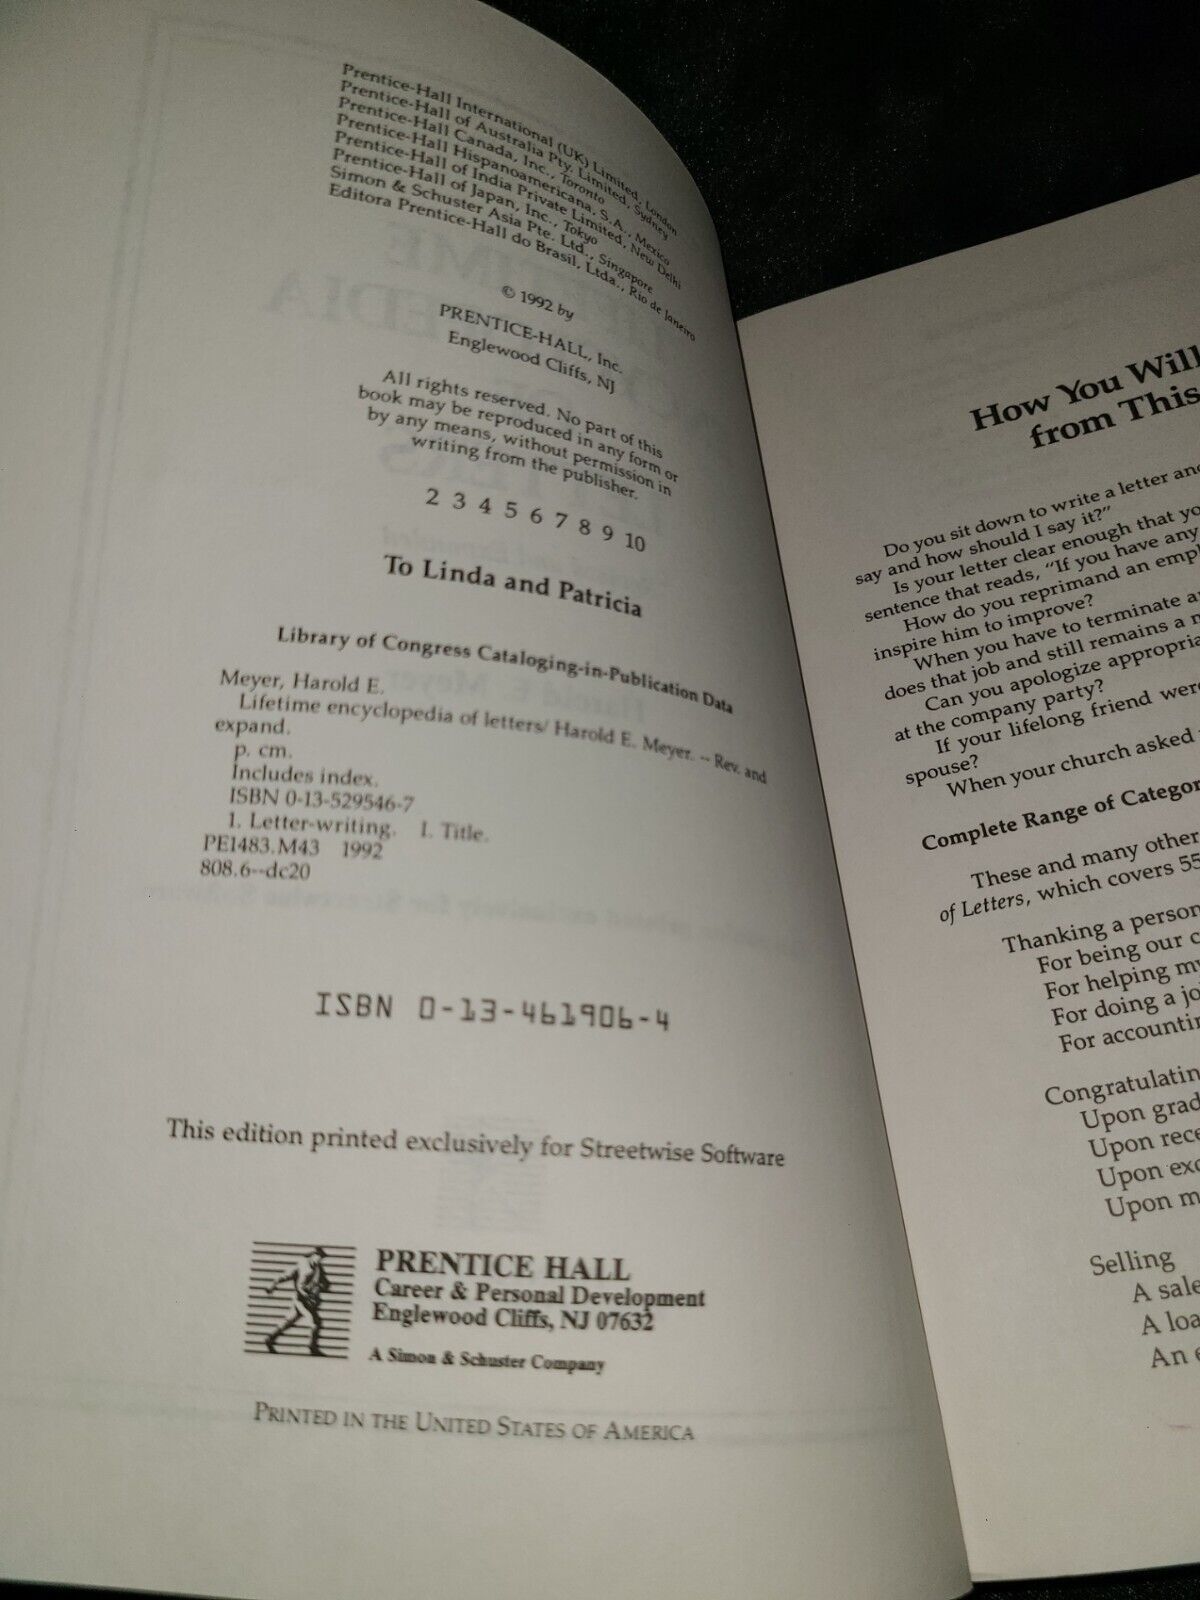 Prentice-Hall International (UK) Limited, London
Prentice-Hall of Australia Pty. Limited, Sydney
Prentice-Hall Canada, Inc., Toronto
Prentice-Hall Hispanoamericana, S.A., Mexico
Prentice-Hall of India Private Limited, New Delhi
Prentice-Hall of Japan, Inc., Tokyo
Simon & Schuster Asia Pte. Ltd., Singapore
Editora Prentice-Hall do Brasil, Ltda., Rio de Janeiro
© 1992 by
PRENTICE-HALL, Inc.
Englewood Cliffs, NJ
All rights reserved. No part of this
book may be reproduced in any form or
by any means, without permission in
writing from the publisher.
2 3 4 5 6 7 8 9 10
To Linda and Patricia
Library of Congress Cataloging-in-Publication Data
Meyer, Harold E.
Lifetime encyclopedia of letters/ Harold E. Meyer. -- Rev. and
expand.
p. cm.
Includes index.
ISBN 0-13-529546-7
1. Letter-writing. I. Title.
PE1483.M43 1992
808.6--dc20
ISBN 0-13-461906-4
This edition printed exclusively for Streetwise Software
PRENTICE HALL
Career & Personal Development
Englewood Cliffs, NJ 07632
A Simon & Schuster Company
PRINTED IN THE UNITED STATES OF AMERICA
How You Will
from This
Do you sit down to write a letter and
say and how should I say it?"
Is your letter clear enough that
sentence that reads, "If you have any
How do you reprimand an
inspire him to improve?
When you have to terminate
does that job and still remains a
Can you apologize
at the company party?
If your lifelong friend were
spouse?
When your church asked
Complete Range of
These and many other
of Letters, which covers 55
Thanking a person
For being our
For helping my
For doing a
For
Upon
Upon
Upon
Upon
Selling
A
A
An